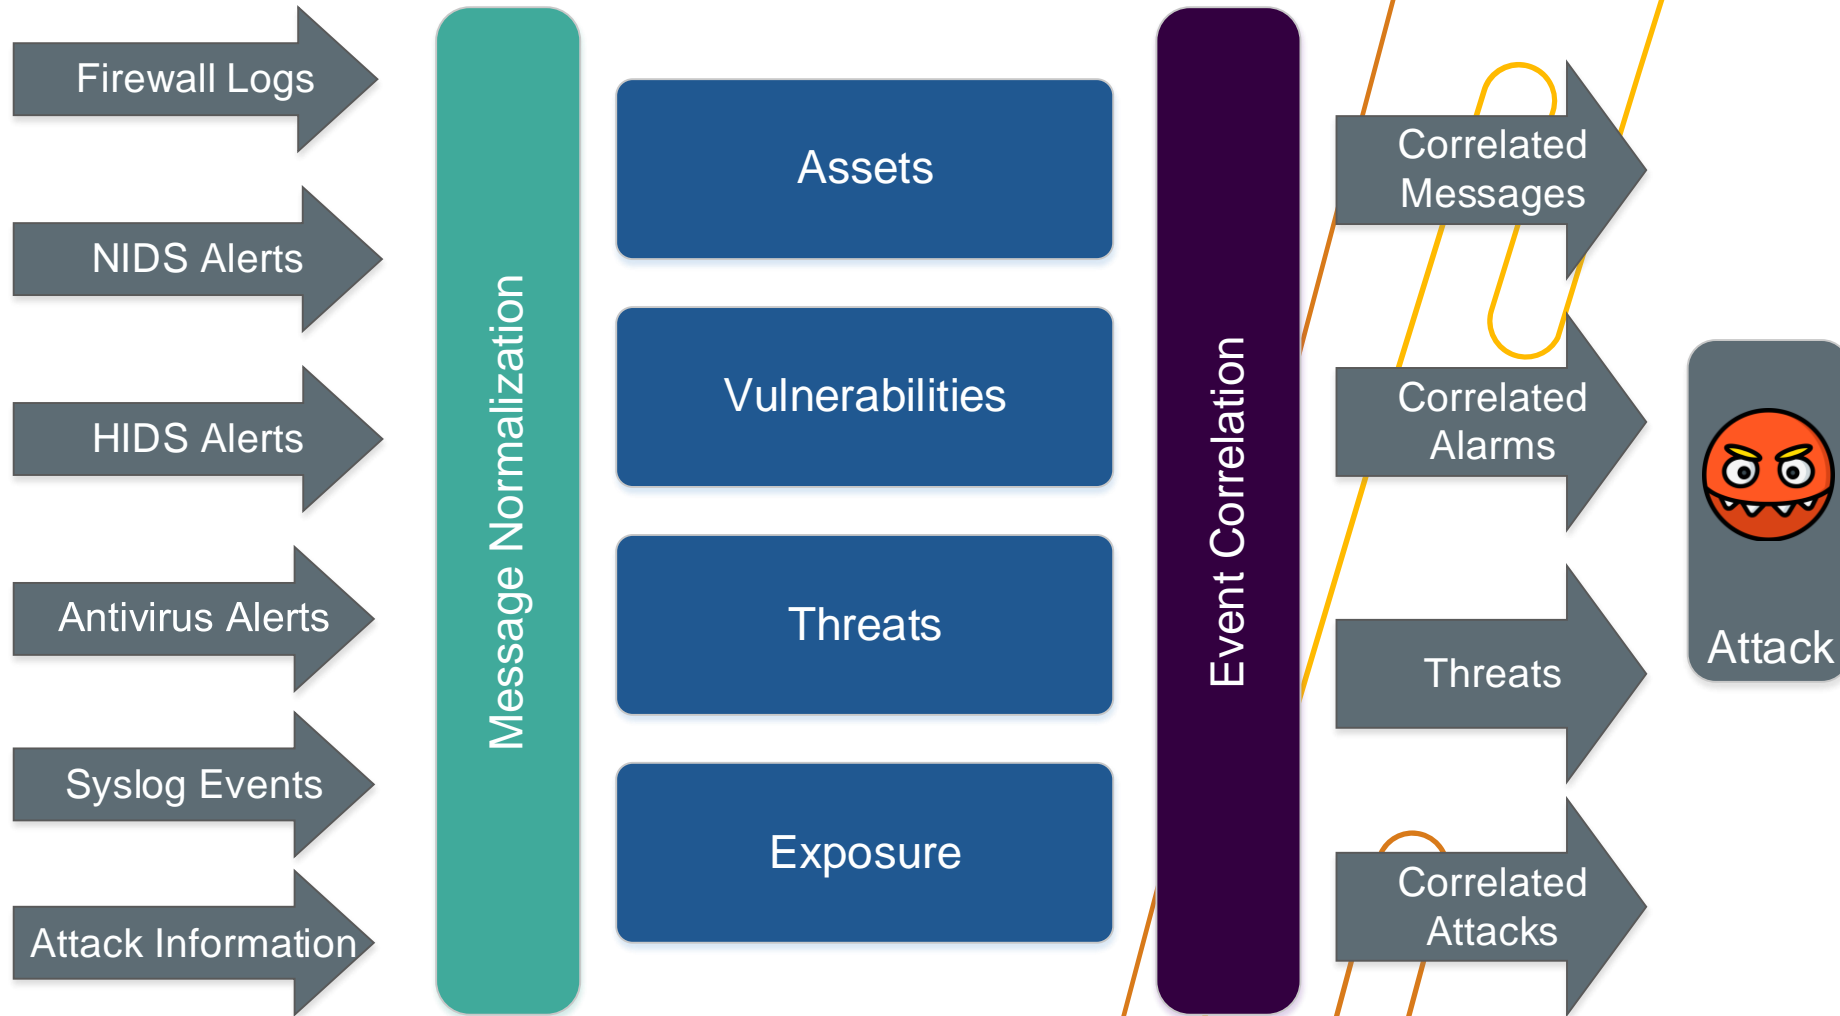 Firewall Logs
NIDS Alerts
HIDS Alerts
Antivirus Alerts
Syslog Events
Attack Information
Message Normalization
Assets
Vulnerabilities
Threats
Exposure
Event Correlation
Correlated
Messages
Correlated
Alarms
Threats
Correlated
Attacks
Attack